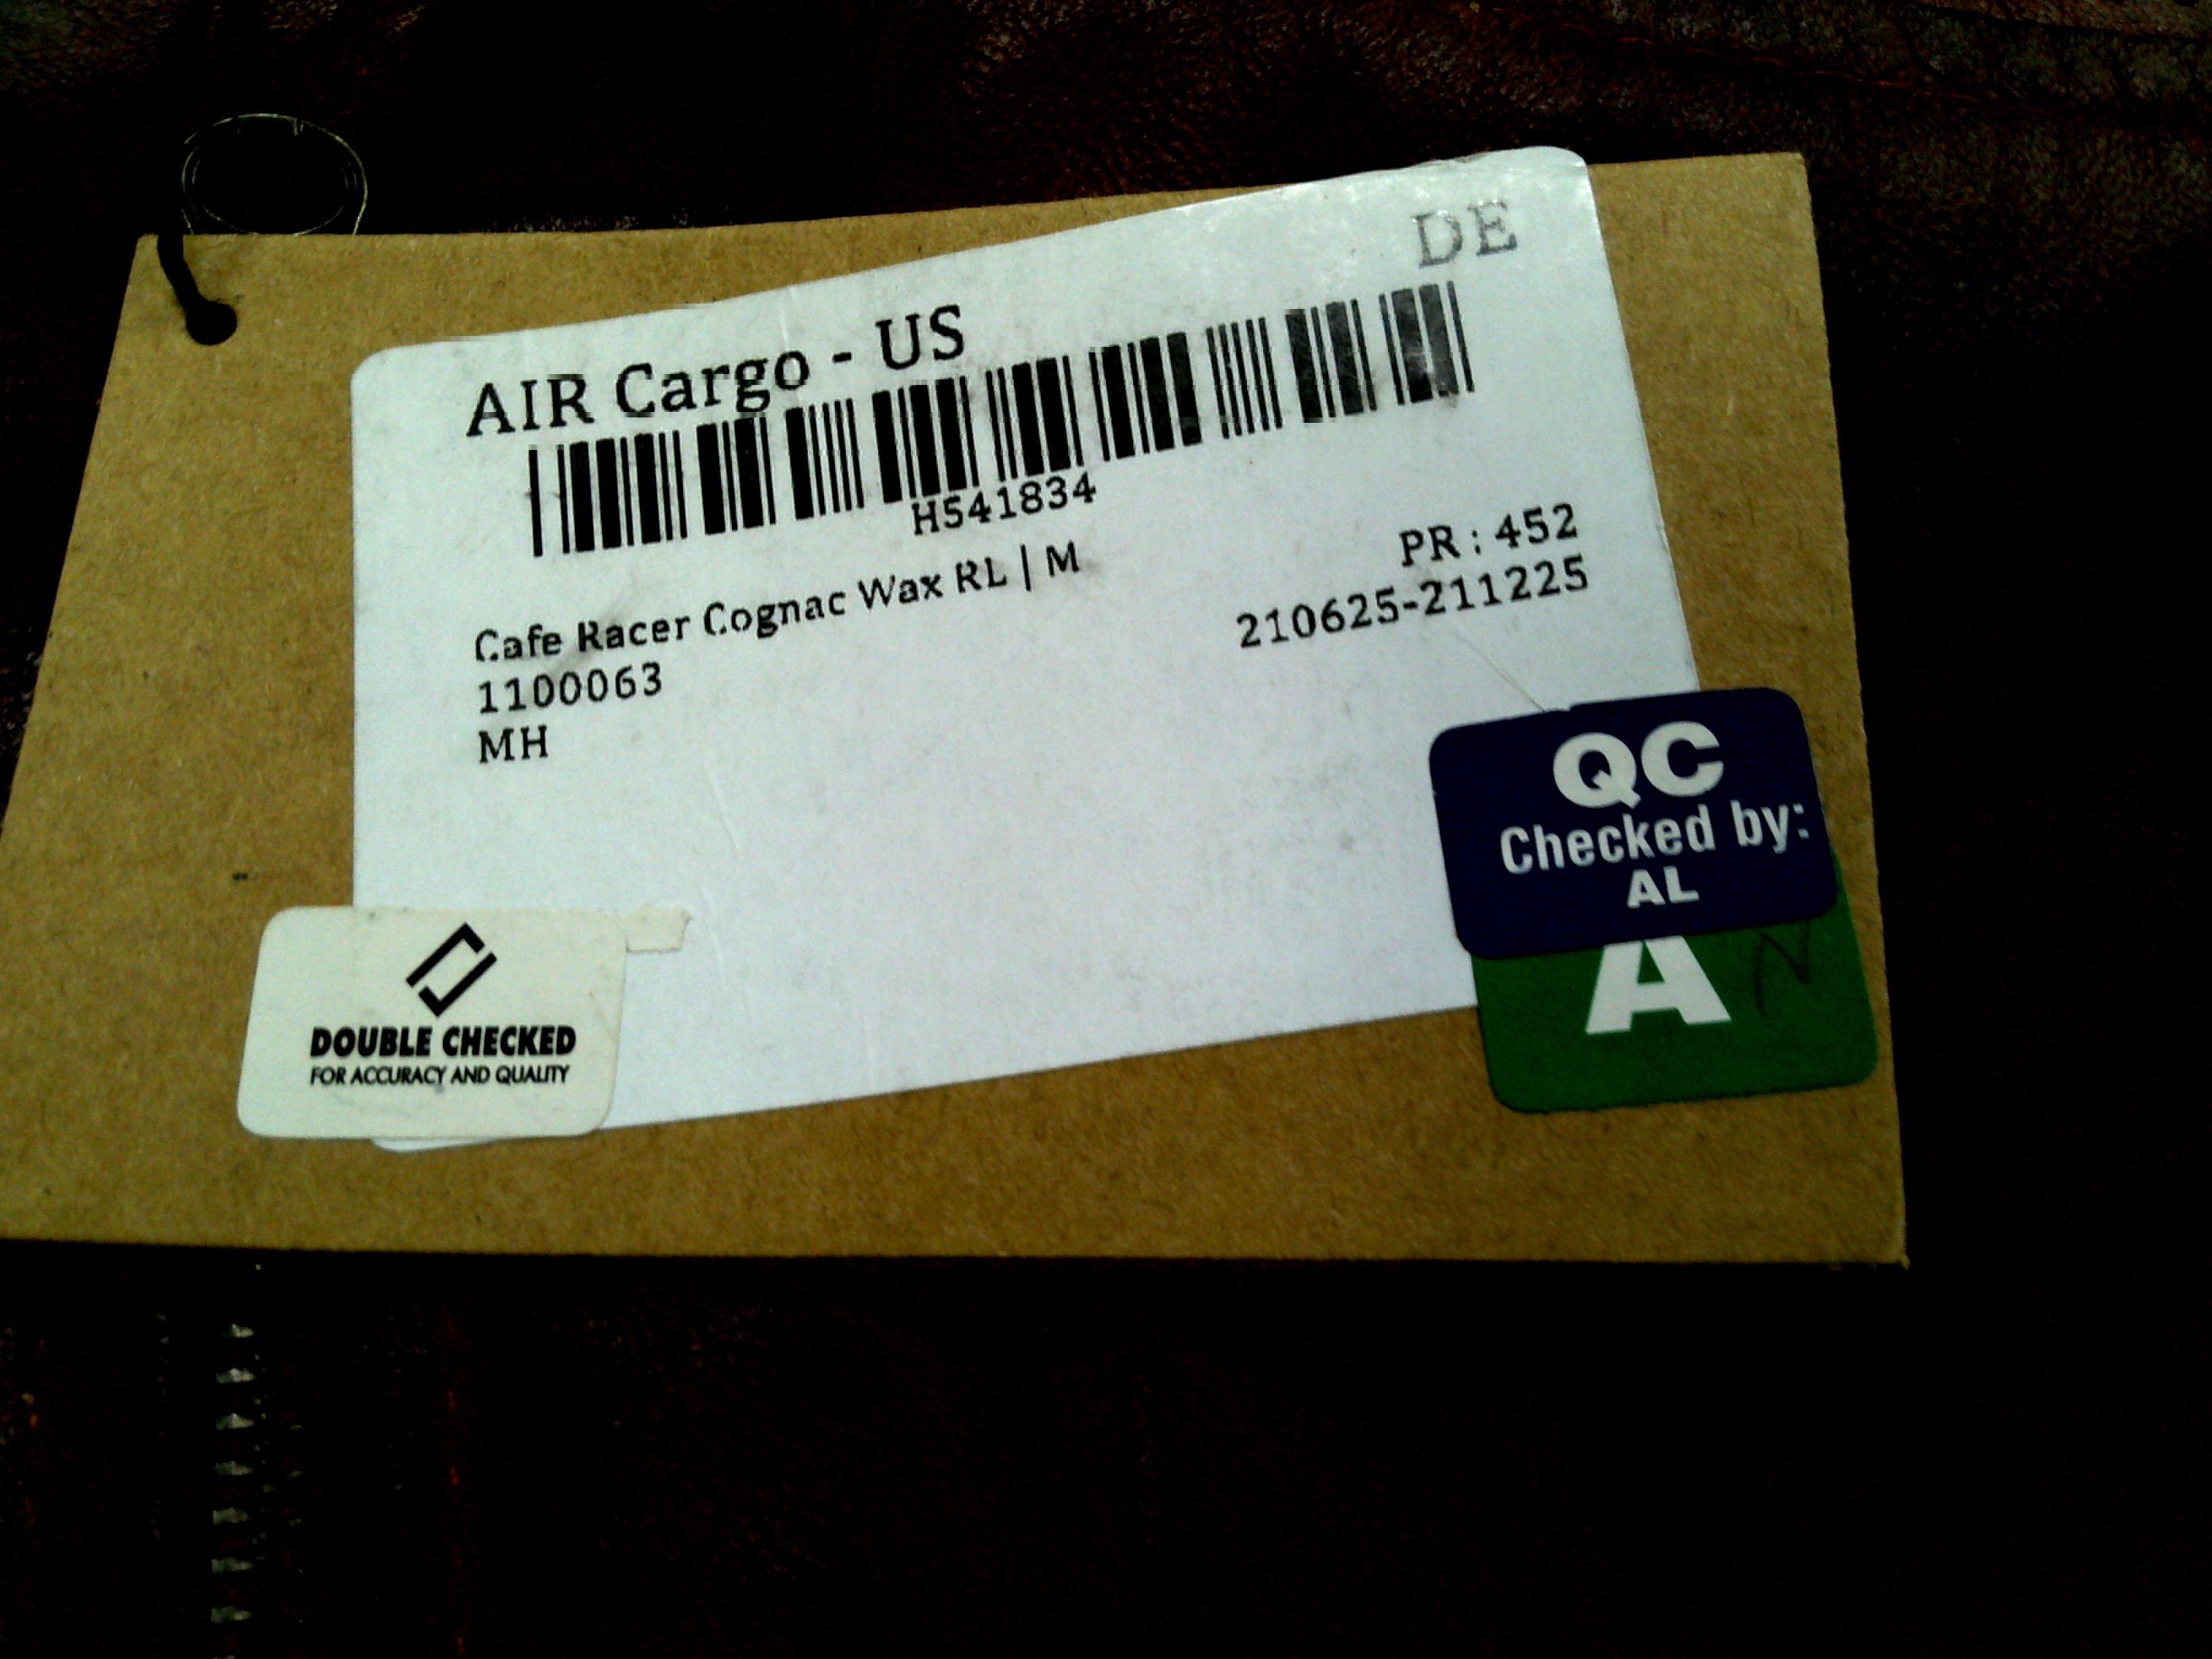 DE
AIR Cargo - US
H541834
Cafe Racer Cognac Wax RL | M
1100063
MH
PR : 452
210625-211225
QC
Checked by:
AL
A
N
DOUBLE CHECKED
FOR ACCURACY AND QUALITY